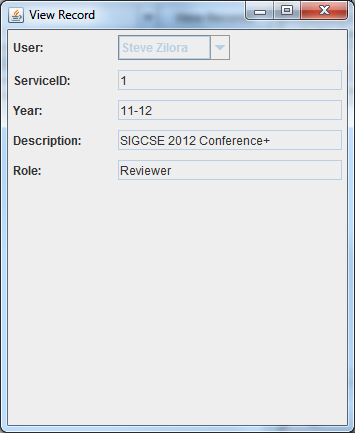 View Record
User: Steve Zilora
ServiceID: 1
Year: 11-12
Description: SIGCSE 2012 Conference+
Role: Reviewer